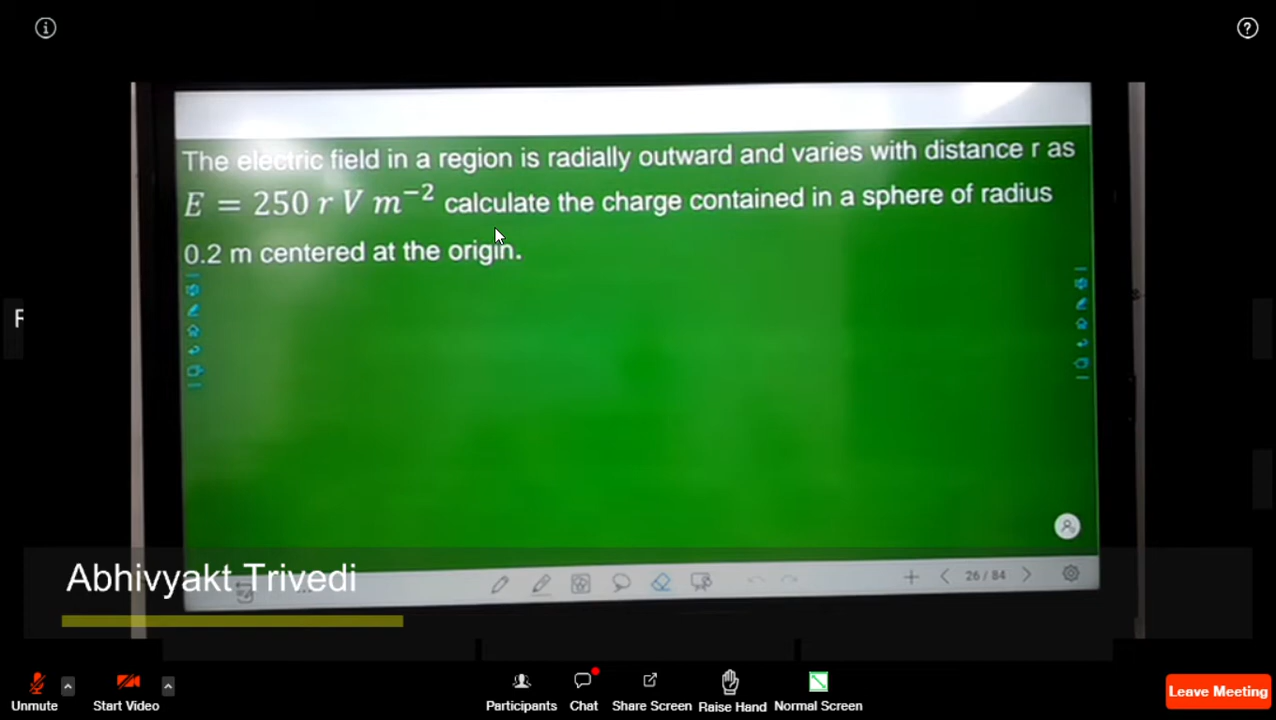 The electric field in a region is radially outward and varies with distance r as
E = 250 r V m⁻² calculate the charge contained in a sphere of radius
0.2 m centered at the origin.
F
26 / 84
Abhivyakt Trivedi
Unmute
Start Video
Participants
Chat
Share Screen
Raise Hand
Normal Screen
Leave Meeting